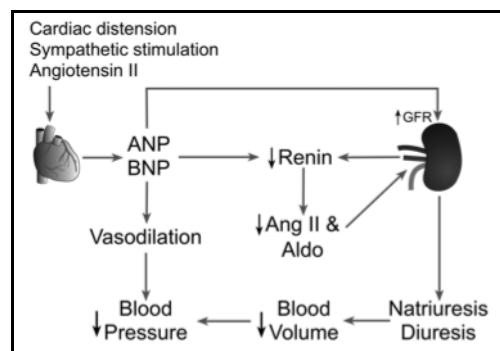 Cardiac distension
Sympathetic stimulation
Angiotensin II
↑GFR
ANP
BNP
↓Renin
Vasodilation
↓Ang II &
Aldo
↓Blood
Pressure
↓Blood
Volume
Natriuresis
Diuresis